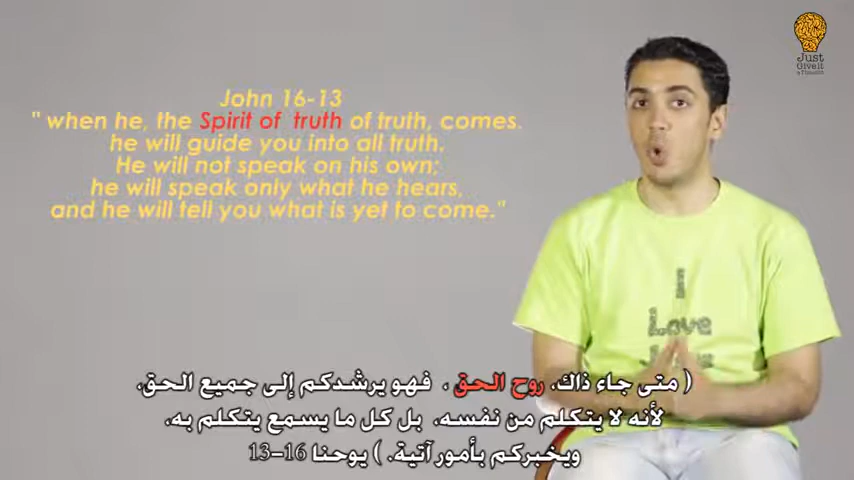 Just
Give it
a Thought
John 16-13
" when he, the Spirit of truth of truth, comes.
he will guide you into all truth.
He will not speak on his own;
he will speak only what he hears,
and he will tell you what is yet to come."
Love
( متى جاء ذاك، روح الحق ، فهو يرشدكم إلى جميع الحق،
لأنه لا يتكلم من نفسه، بل كل ما يسمع يتكلم به،
ويخبركم بأمور آتية. ) يوحنا 16-13